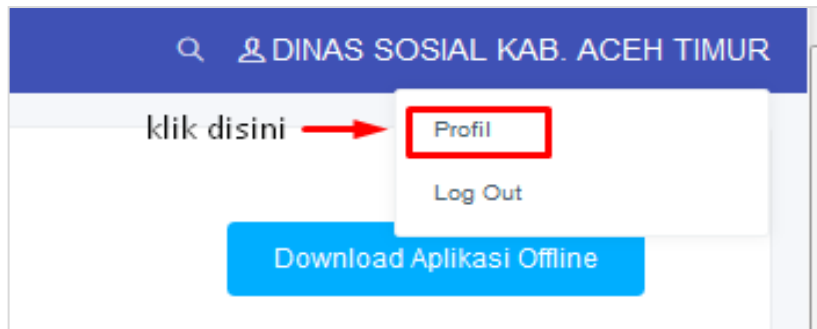 DINAS SOSIAL KAB. ACEH TIMUR
klik disini
Profil
Log Out
Download Aplikasi Offline